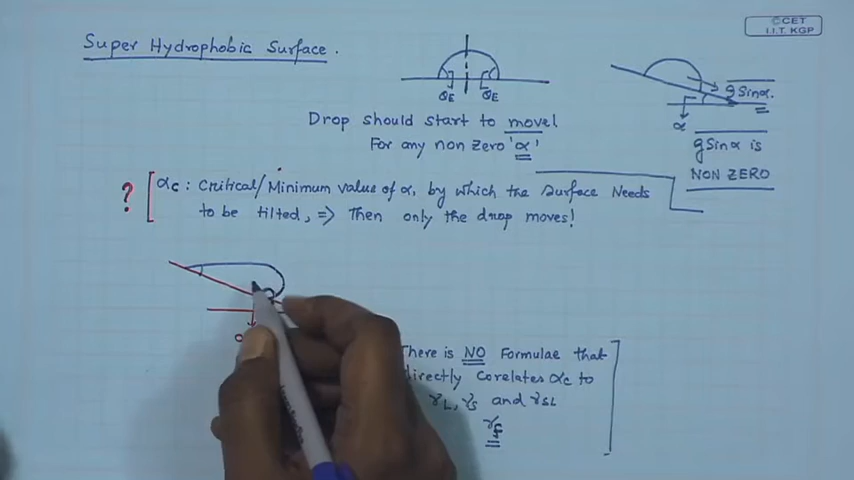 ©CET
I.I.T. KGP
Super Hydrophobic Surface.
θE θE
g Sinα.
α
Drop should start to move!
For any non zero 'α'
g Sinα is
NON ZERO
? [αc: Critical/Minimum value of α, by which the Surface Needs
to be tilted, => Then only the drop moves!
There is NO Formulae that
directly Corelates αc to
γL, γS and γSL